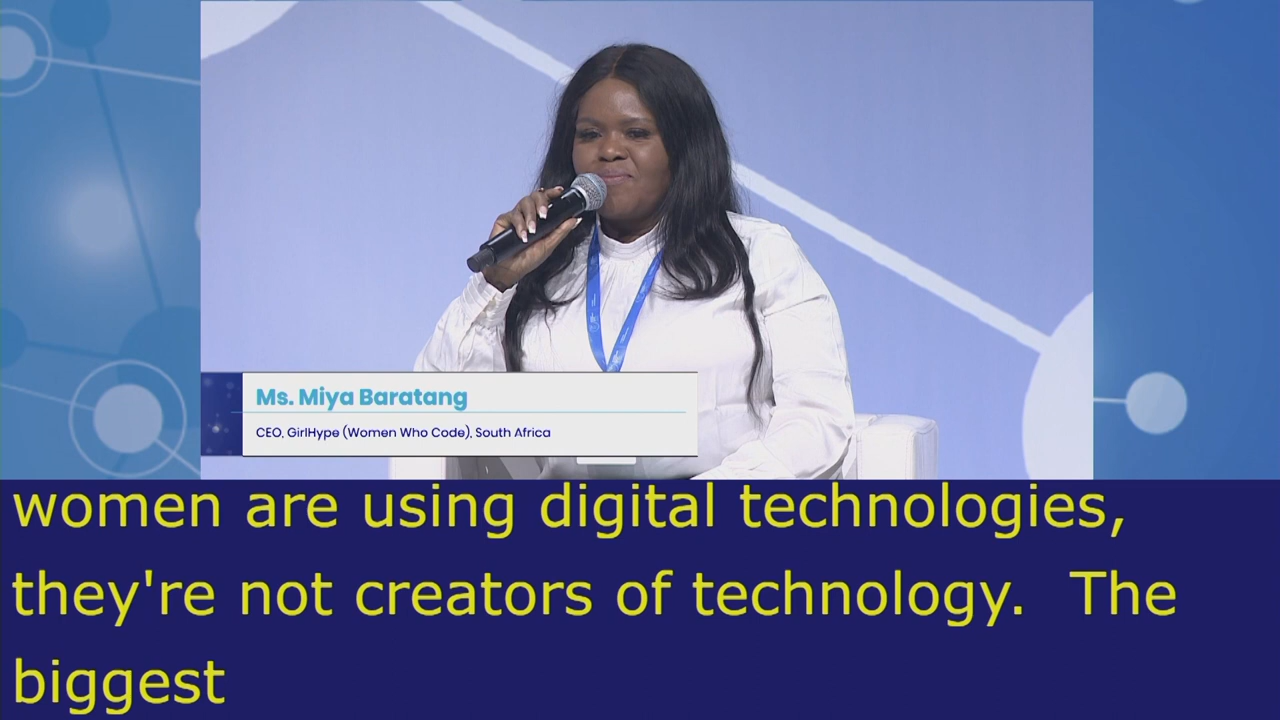 Ms. Miya Baratang
CEO, GirlHype (Women Who Code), South Africa
women are using digital technologies,
they're not creators of technology.  The
biggest